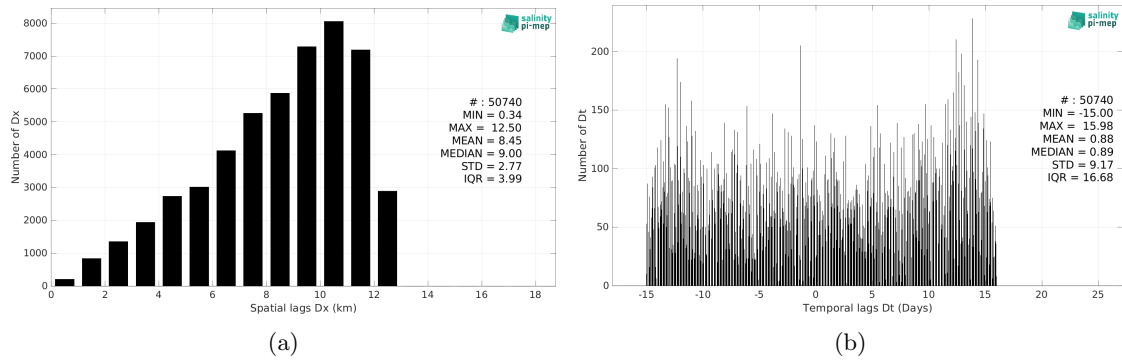 8000
7000
6000
5000
4000
3000
2000
1000
0
Number of Dx
0 2 4 6 8 10 12 14 16 18
Spatial lags Dx (km)
salinity
pi-mep
# : 50740
MIN = 0.34
MAX = 12.50
MEAN = 8.45
MEDIAN = 9.00
STD = 2.77
IQR = 3.99
(a)
200
150
100
50
0
Number of Dt
-15 -10 -5 0 5 10 15 20 25
Temporal lags Dt (Days)
salinity
pi-mep
# : 50740
MIN = -15.00
MAX = 15.98
MEAN = 0.88
MEDIAN = 0.89
STD = 9.17
IQR = 16.68
(b)